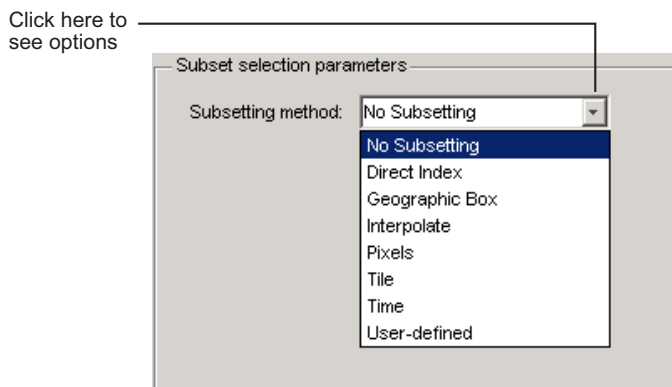 Click here to
see options
Subset selection parameters
Subsetting method: No Subsetting
No Subsetting
Direct Index
Geographic Box
Interpolate
Pixels
Tile
Time
User-defined